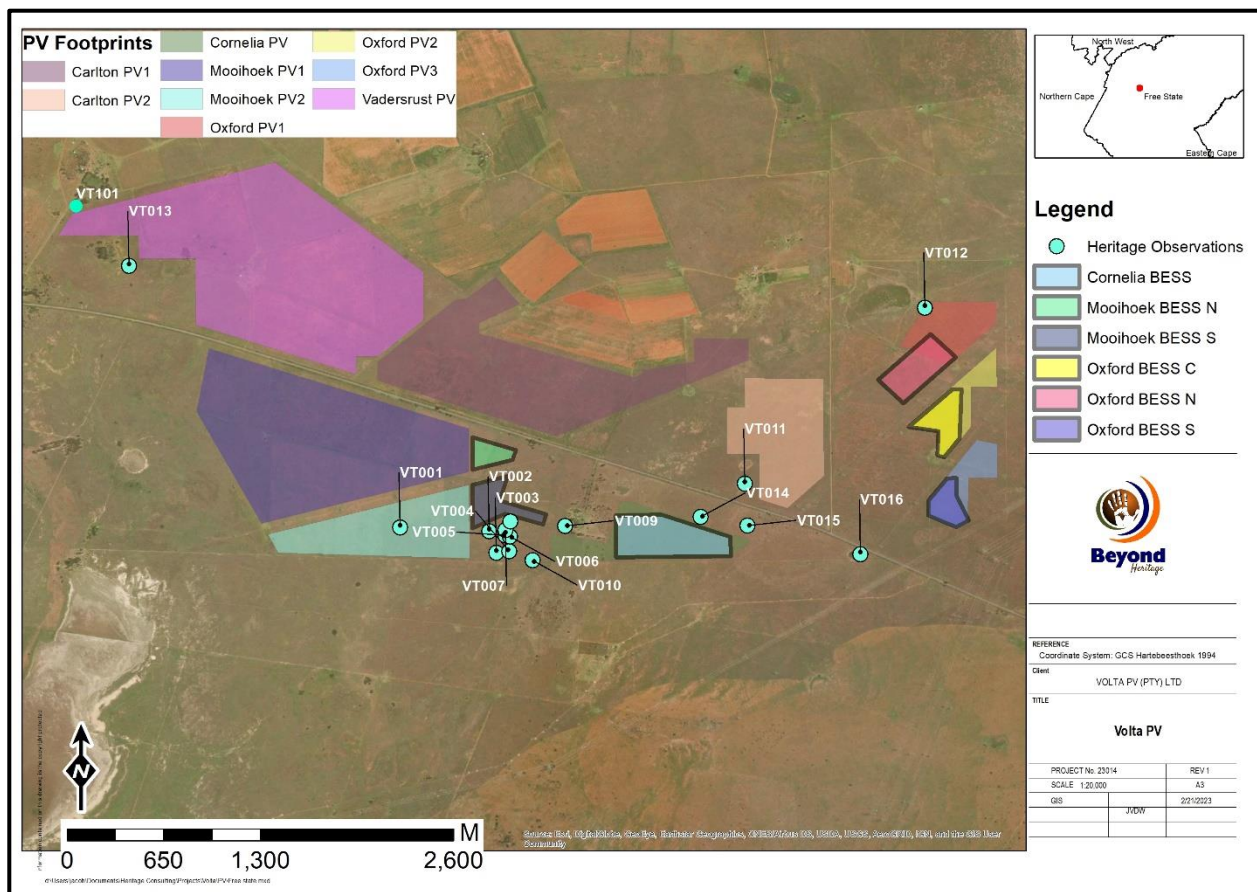 PV Footprints
Carlton PV1
Carlton PV2
Cornelia PV
Mooihoek PV1
Mooihoek PV2
Oxford PV1
Oxford PV2
Oxford PV3
Vadersrust PV
North West
Northern Cape
Free State
Eastern Cape
VT101
VT013
VT012
VT011
VT001
VT002
VT003
VT014
VT004
VT016
VT005
VT009
VT015
VT006
VT007
VT010
Legend
Heritage Observations
Cornelia BESS
Mooihoek BESS N
Mooihoek BESS S
Oxford BESS C
Oxford BESS N
Oxford BESS S
Beyond
Heritage
REFERENCE
Coordinate System: GCS Hartebeesthoek 1994
Client
VOLTA PV (PTY) LTD
TITLE
Volta PV
PROJECT No. 23014
REV 1
SCALE 1:20,000
A3
GIS
JVDW
2/21/2023
N
M
0
650
1,300
2,600
Community